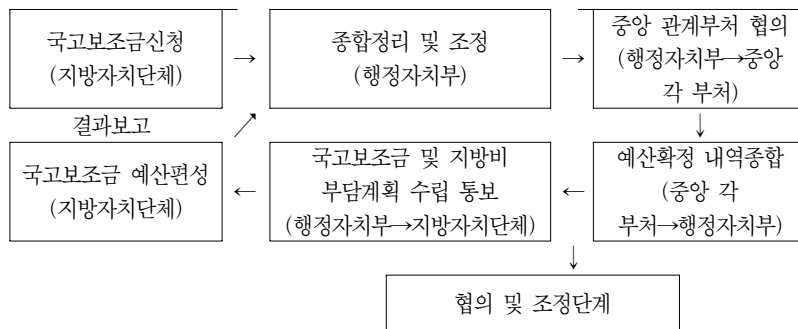 국고보조금신청
(지방자치단체)
→
종합정리 및 조정
(행정자치부)
→
중앙 관계부처 협의
(행정자치부→중앙
각 부처)
결과보고
↗
↓
국고보조금 예산편성
(지방자치단체)
←
국고보조금 및 지방비
부담계획 수립 통보
(행정자치부→지방자치단체)
←
예산확정 내역종합
(중앙 각
부처→행정자치부)
↓
협의 및 조정단계